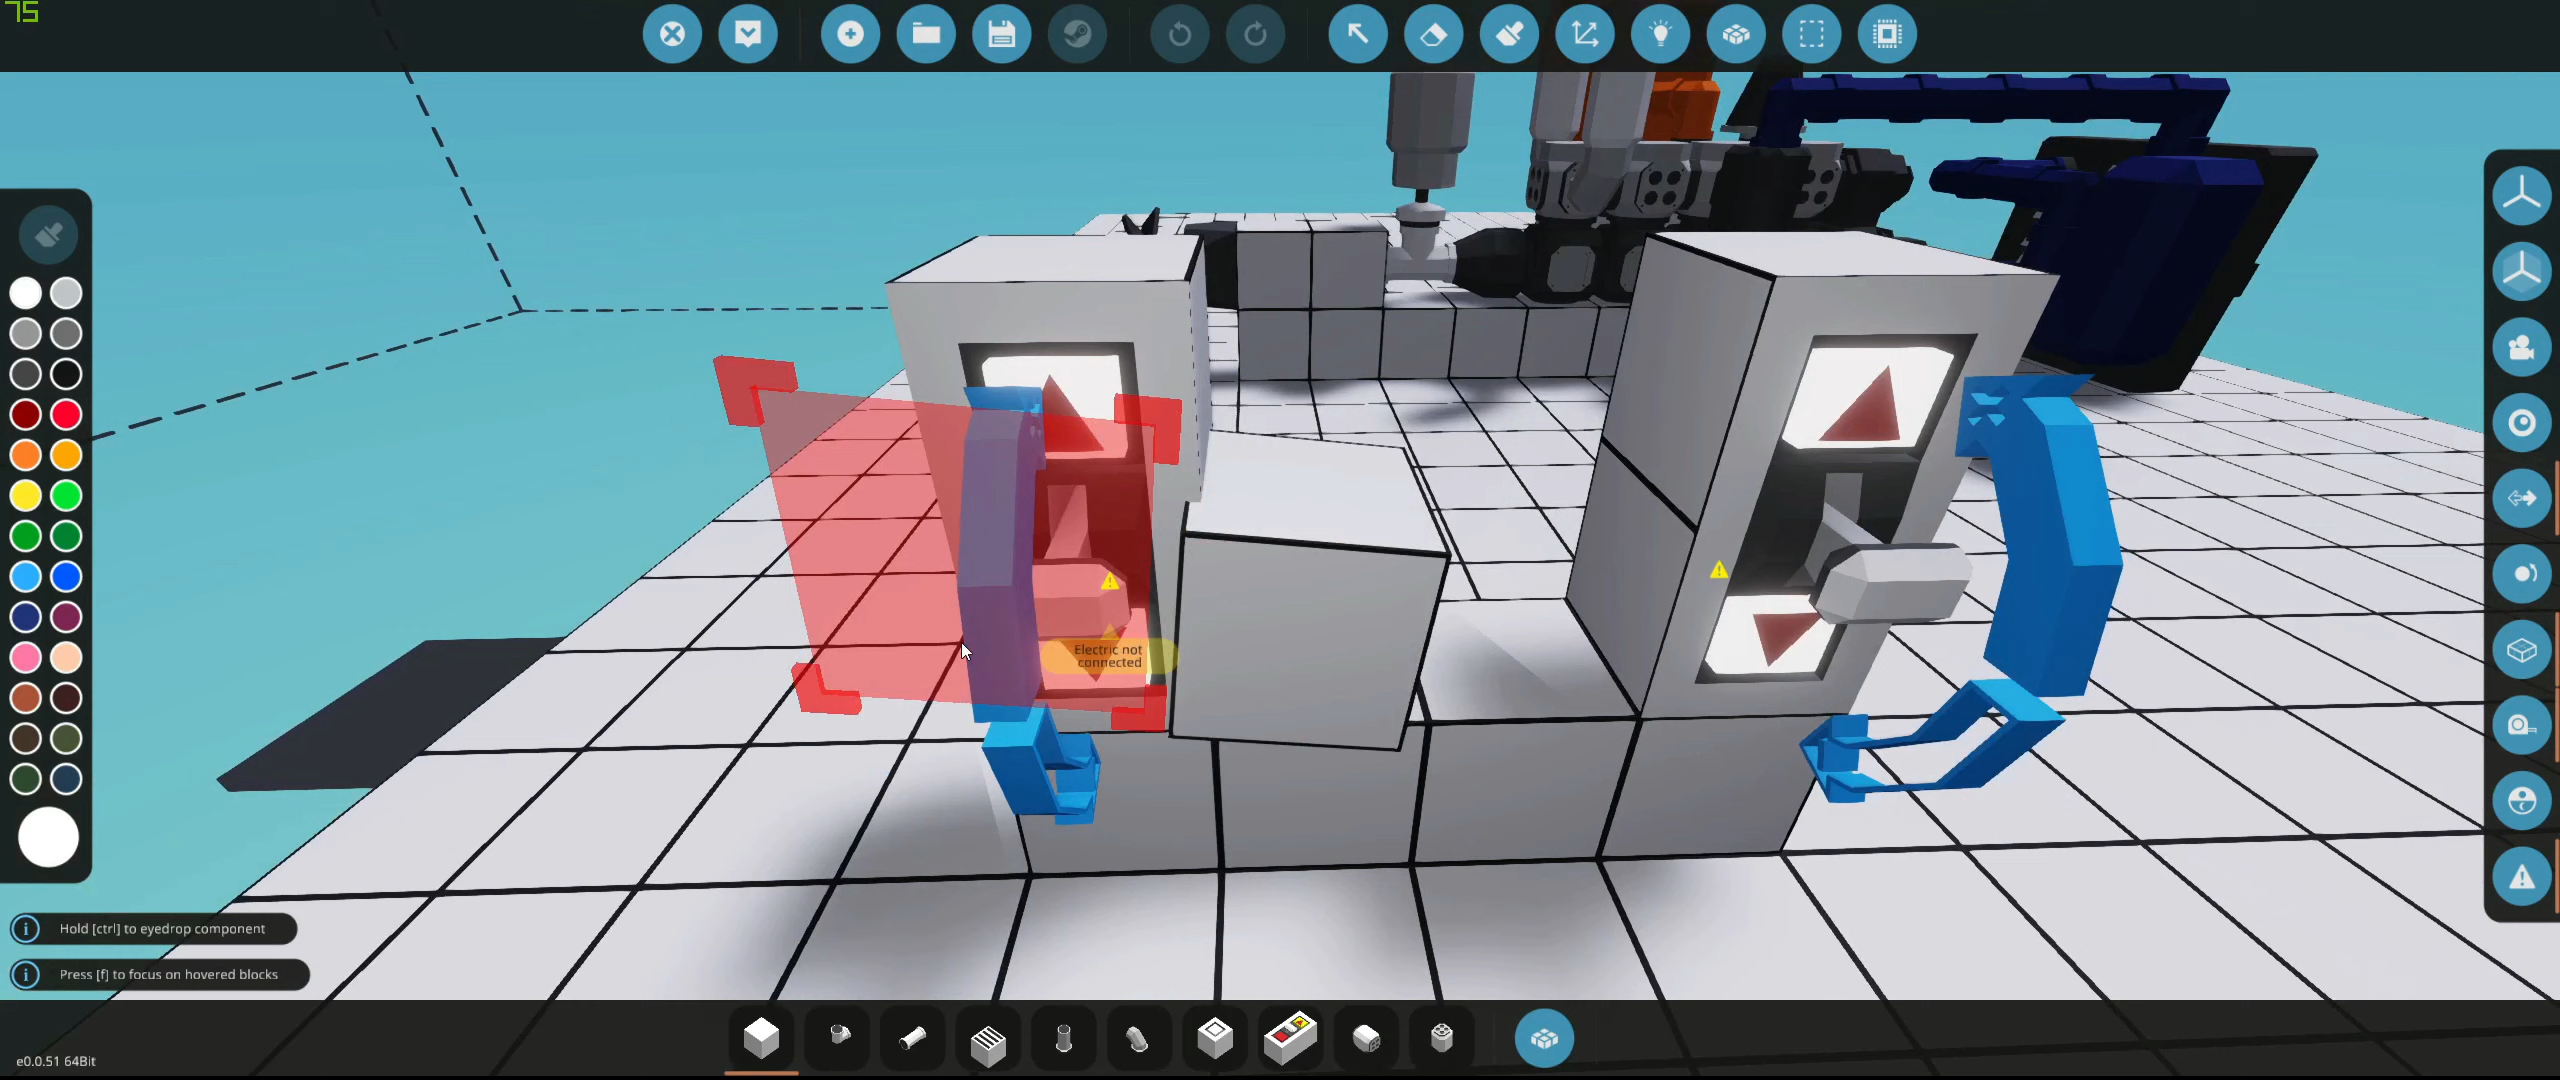 75
Electric not
connected
Hold [ctrl] to eyedrop component
Press [f] to focus on hovered blocks
e0.0.51 64Bit